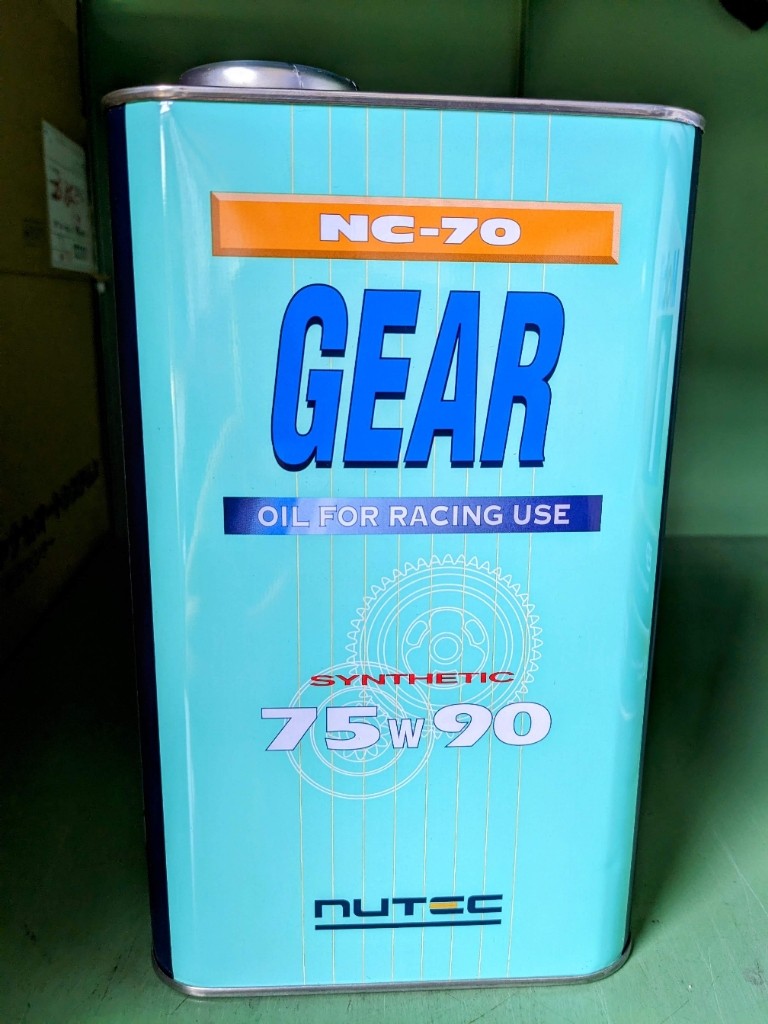 NC-70
GEAR
OIL FOR RACING USE
SYNTHETIC
75W90
NUTEC